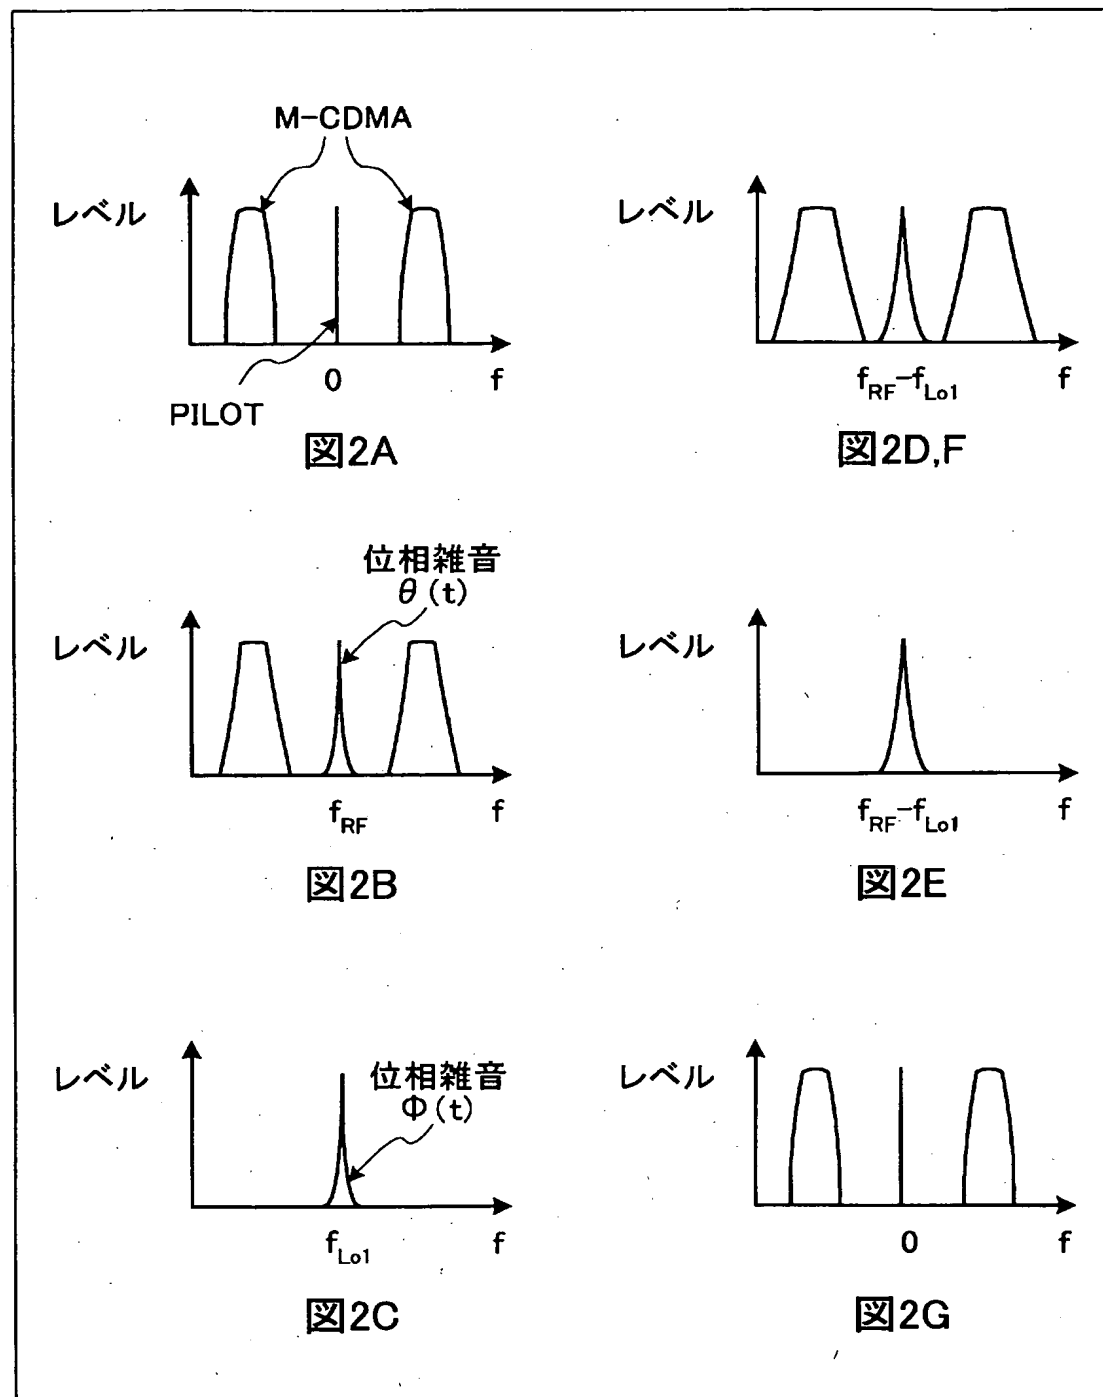 M-CDMA
レベル
0
f
PILOT
図2A
レベル
f_RF-f_Lo1
f
図2D,F
位相雑音
θ(t)
レベル
f_RF
f
図2B
レベル
f_RF-f_Lo1
f
図2E
位相雑音
Φ(t)
レベル
f_Lo1
f
図2C
レベル
0
f
図2G